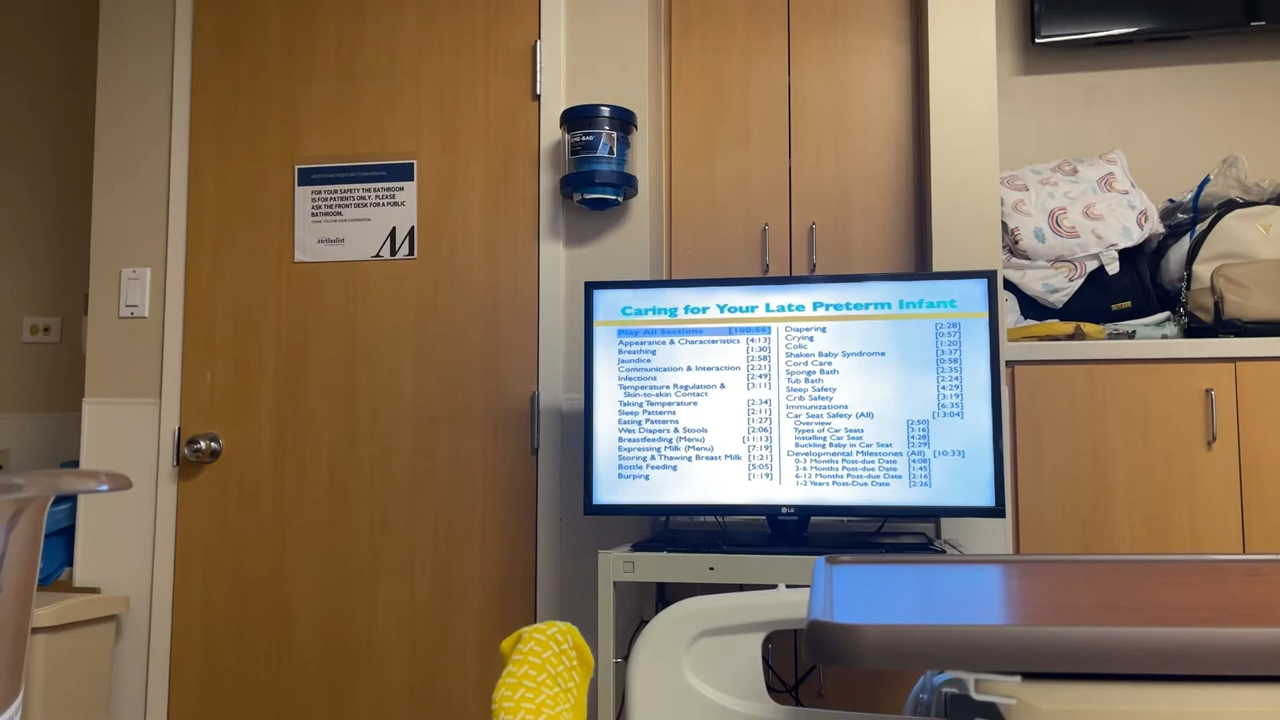 HOUSTON METHODIST BAYTOWN HOSPITAL
FOR YOUR SAFETY THE BATHROOM
IS FOR PATIENTS ONLY. PLEASE
ASK THE FRONT DESK FOR A PUBLIC
BATHROOM.
THANK YOU FOR YOUR COOPERATION.
Methodist
M
Caring for Your Late Preterm Infant
Play All Sections [100:56]
Appearance & Characteristics [4:13]
Breathing [1:30]
Jaundice [2:58]
Communication & Interaction [2:21]
Infections [2:49]
Temperature Regulation & [3:11]
Skin-to-skin Contact
Taking Temperature [2:34]
Sleep Patterns [2:11]
Eating Patterns [1:27]
Wet Diapers & Stools [2:06]
Breastfeeding (Menu) [11:13]
Expressing Milk (Menu) [7:19]
Storing & Thawing Breast Milk [1:21]
Bottle Feeding [5:05]
Burping [1:19]
Diapering [2:28]
Crying [0:57]
Colic [1:20]
Shaken Baby Syndrome [3:37]
Cord Care [0:58]
Sponge Bath [2:35]
Tub Bath [2:24]
Sleep Safety [4:29]
Crib Safety [3:19]
Immunizations [6:35]
Car Seat Safety (All) [13:04]
Overview [2:50]
Types of Car Seats [3:16]
Installing Car Seat [4:28]
Buckling Baby in Car Seat [2:29]
Developmental Milestones (All) [10:33]
0-3 Months Post-due Date [4:08]
3-6 Months Post-due Date [1:45]
6-12 Months Post-due Date [2:16]
1-2 Years Post-Due Date [2:26]
LG